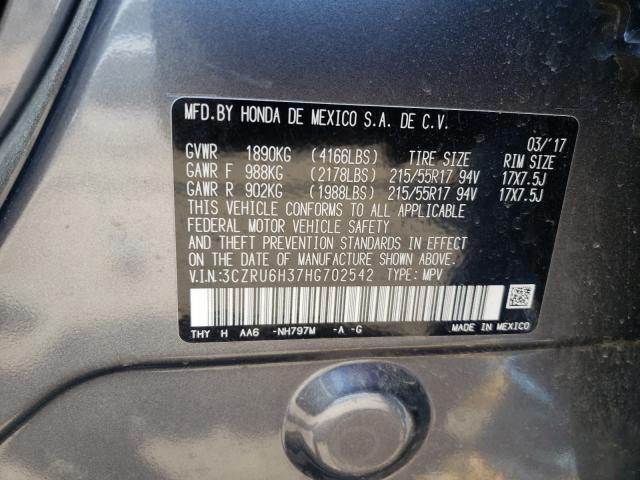 MFD.BY HONDA DE MEXICO S.A. DE C.V.
03/'17
GVWR 1890KG (4166LBS) TIRE SIZE RIM SIZE
GAWR F 988KG (2178LBS) 215/55R17 94V 17X7.5J
GAWR R 902KG (1988LBS) 215/55R17 94V 17X7.5J
THIS VEHICLE CONFORMS TO ALL APPLICABLE
FEDERAL MOTOR VEHICLE SAFETY
AND THEFT PREVENTION STANDARDS IN EFFECT
ON THE DATE OF MANUFACTURE SHOWN ABOVE.
V.I.N:3CZRU6H37HG702542 TYPE: MPV
THY H AA6 -NH797M -A -G MADE IN MEXICO